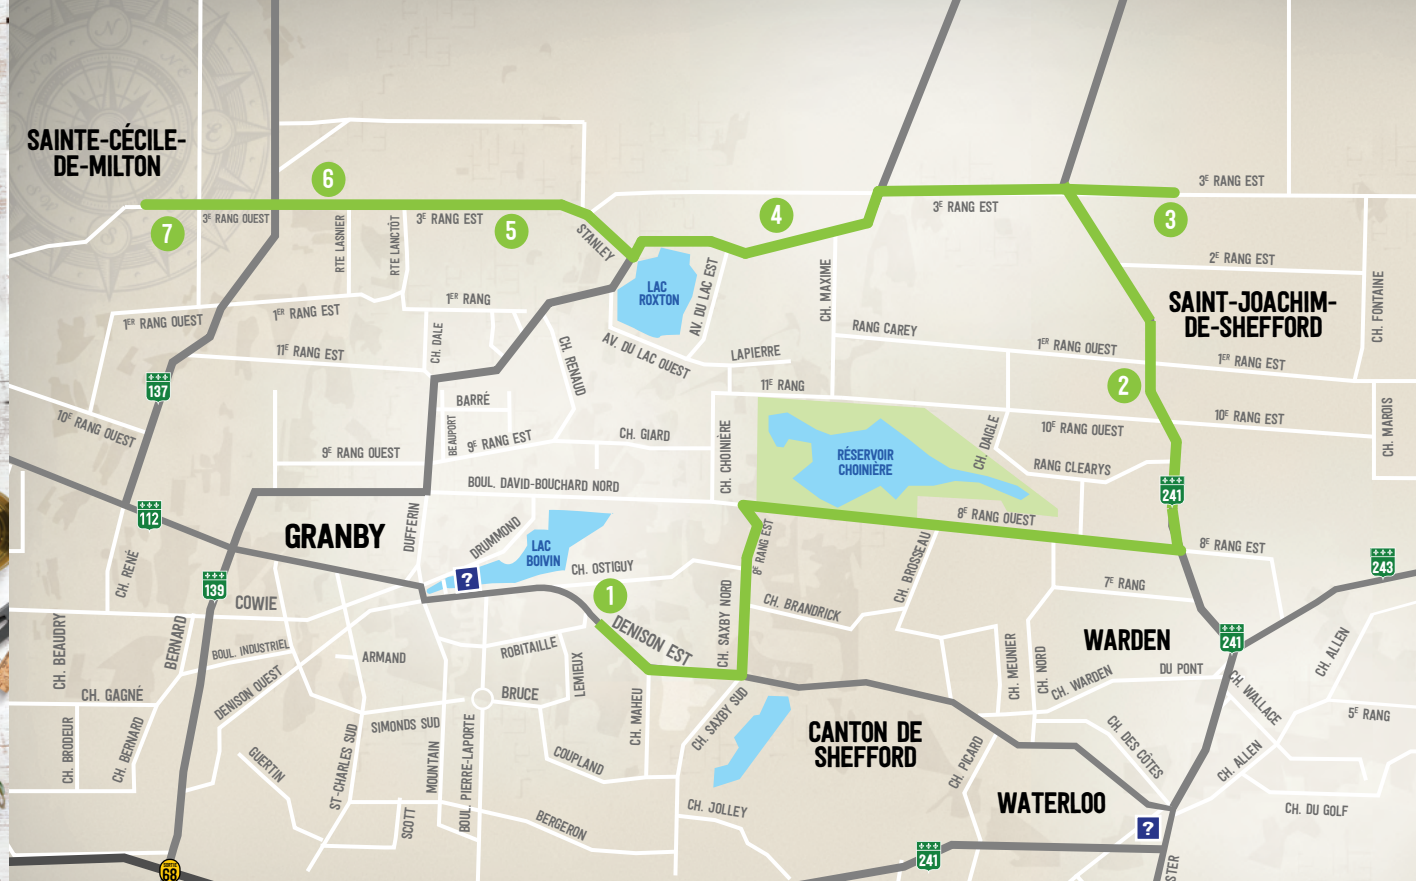 SAINTE-CÉCILE-
DE-MILTON
6
7
3E RANG OUEST
RTE LASNIER
RTE LANCTÔT
3E RANG EST
5
STANLEY
4
3E RANG EST
3E RANG EST
3
2E RANG EST
SAINT-JOACHIM-
DE-SHEFFORD
CH. FONTAINE
LAC
ROXTON
AV. DU LAC EST
AV. DU LAC OUEST
CH. MAXIME
1ER RANG OUEST
1ER RANG EST
1ER RANG
11E RANG EST
CH. DALE
CH. RENAUD
LAPIERRE
RANG CAREY
1ER RANG OUEST
1ER RANG EST
11E RANG
2
137
10E RANG OUEST
BARRÉ
BEAUPORT
9E RANG EST
9E RANG OUEST
CH. GIARD
CH. CHOINIÈRE
RÉSERVOIR
CHOINIÈRE
CH. DAIGLE
10E RANG OUEST
10E RANG EST
CH. MAROIS
RANG CLEARYS
241
BOUL. DAVID-BOUCHARD NORD
112
GRANBY
DUFFERIN
DRUMMOND
LAC
BOIVIN
?
CH. OSTIGUY
8E RANG EST
8E RANG OUEST
8E RANG EST
243
CH. RENÉ
139
COWIE
1
DENISON EST
CH. SAXBY NORD
CH. BRANDRICK
CH. BROSSEAU
7E RANG
WARDEN
241
CH. BEAUDRY
BERNARD
BOUL. INDUSTRIEL
DENISON OUEST
ARMAND
ROBITAILLE
LEMIEUX
BRUCE
CH. MAHEU
CH. SAXBY SUD
CH. MEUNIER
CH. NORD
CH. WARDEN
DU PONT
CH. WALLACE
CH. ALLEN
5E RANG
CH. GAGNÉ
CH. BRODEUR
CH. BERNARD
GUERTIN
ST-CHARLES SUD
SIMONDS SUD
MOUNTAIN
BOUL. PIERRE-LAPORTE
COUPLAND
CANTON DE
SHEFFORD
CH. PICARD
CH. DES CÔTES
CH. ALLEN
WATERLOO
?
CH. DU GOLF
SCOTT
BERGERON
CH. JOLLEY
241
SORTIE
68